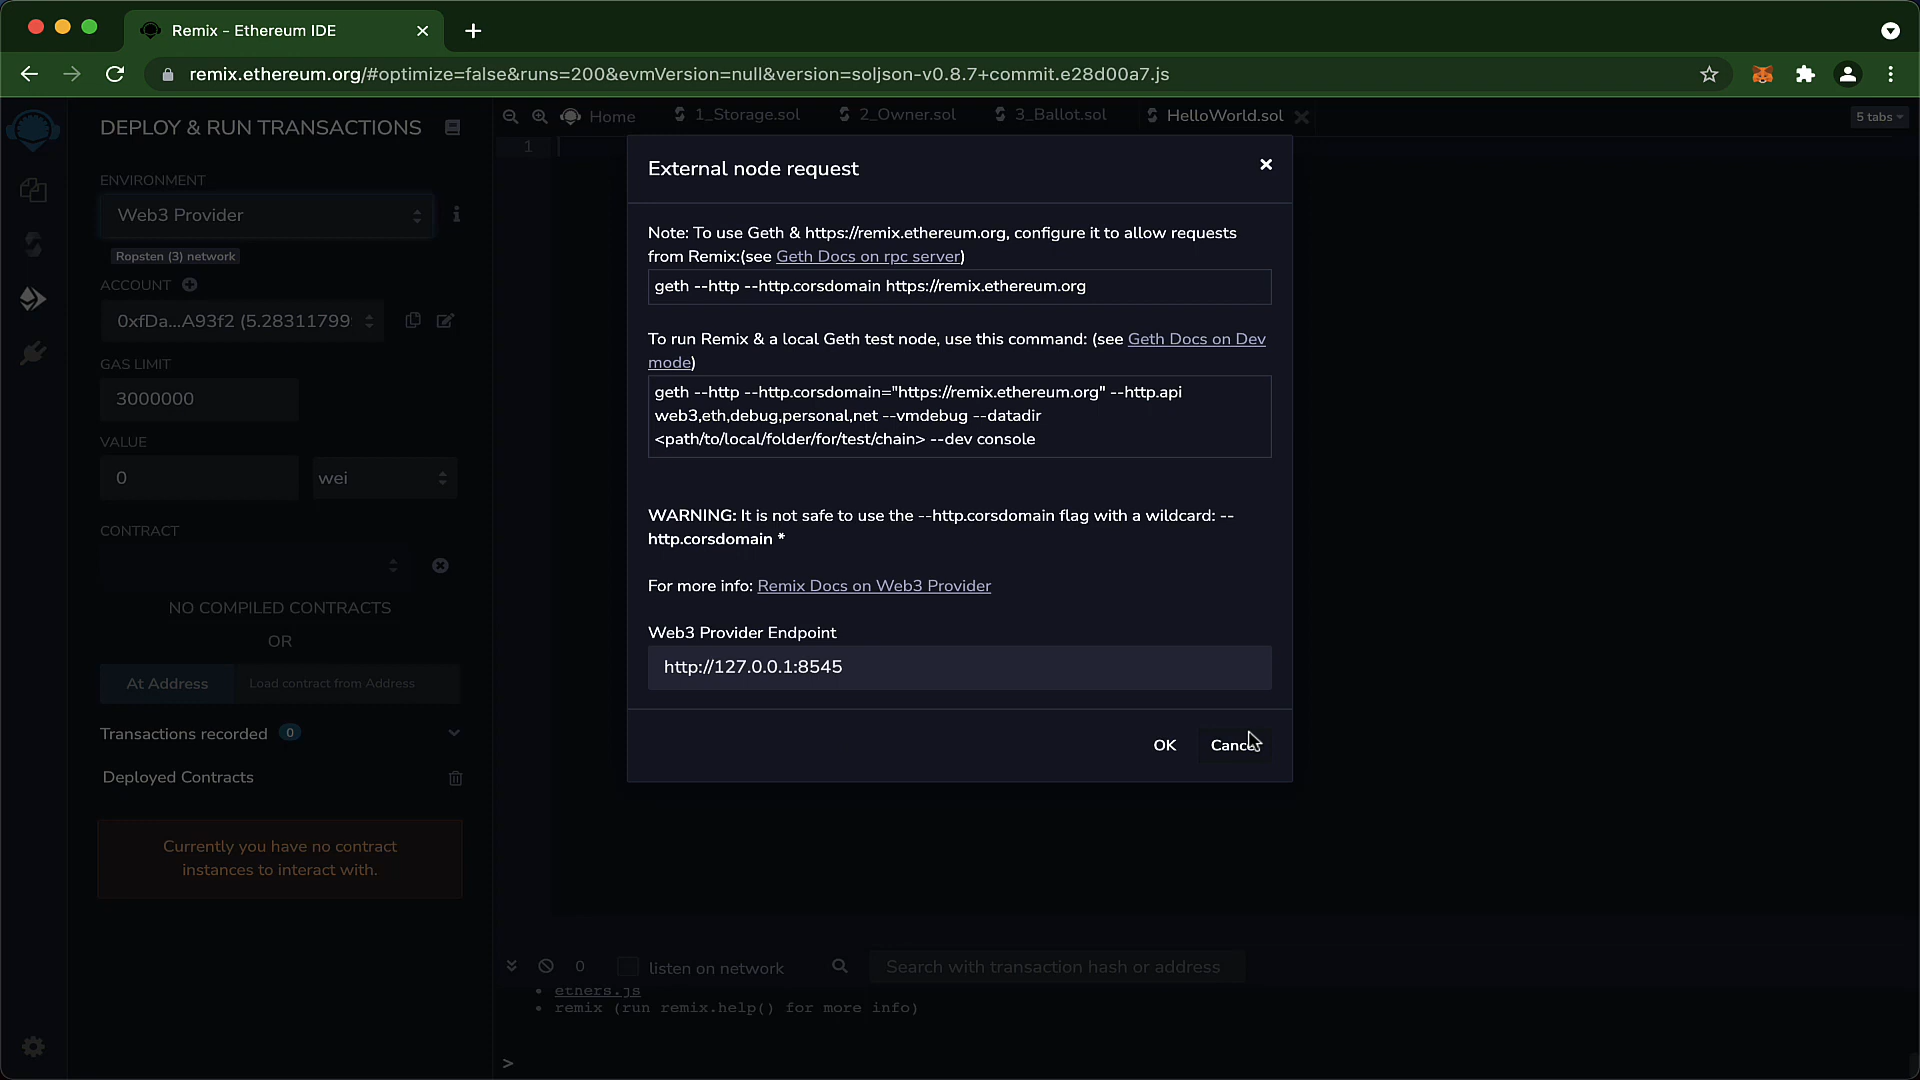 Remix - Ethereum IDE
remix.ethereum.org/#optimize=false&runs=200&evmVersion=null&version=soljson-v0.8.7+commit.e28d00a7.js
DEPLOY & RUN TRANSACTIONS
Home
1_Storage.sol
2_Owner.sol
3_Ballot.sol
HelloWorld.sol
5 tabs
1
ENVIRONMENT
Web3 Provider
Ropsten (3) network
ACCOUNT
0xfDa...A93f2 (5.28311799
GAS LIMIT
3000000
VALUE
0
wei
CONTRACT
NO COMPILED CONTRACTS
OR
At Address
Load contract from Address
Transactions recorded 0
Deployed Contracts
Currently you have no contract
instances to interact with.
External node request
Note: To use Geth & https://remix.ethereum.org, configure it to allow requests
from Remix:(see Geth Docs on rpc server)
geth --http --http.corsdomain https://remix.ethereum.org
To run Remix & a local Geth test node, use this command: (see Geth Docs on Dev
mode)
geth --http --http.corsdomain="https://remix.ethereum.org" --http.api
web3,eth,debug,personal,net --vmdebug --datadir
<path/to/local/folder/for/test/chain> --dev console
WARNING: It is not safe to use the --http.corsdomain flag with a wildcard: --
http.corsdomain *
For more info: Remix Docs on Web3 Provider
Web3 Provider Endpoint
http://127.0.0.1:8545
OK
Cancel
0
listen on network
Search with transaction hash or address
ethers.js
remix (run remix.help() for more info)
>